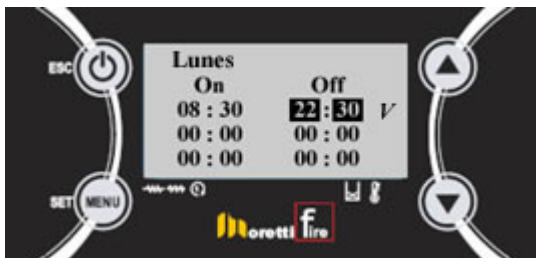 ESC
Lunes
On Off
08 : 30 22 : 30 V
00 : 00 00 : 00
00 : 00 00 : 00
SET MENU
Moretti fire